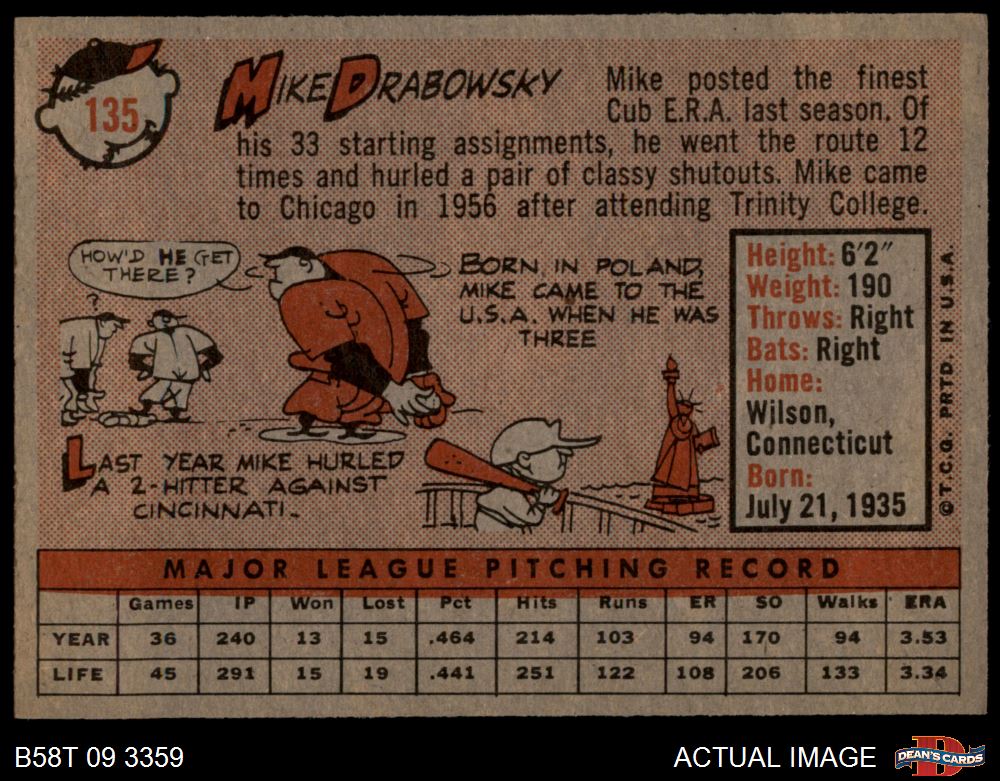 135
MIKE DRABOWSKY
Mike posted the finest
Cub E.R.A. last season. Of
his 33 starting assignments, he went the route 12
times and hurled a pair of classy shutouts. Mike came
to Chicago in 1956 after attending Trinity College.
HOW'D HE GET
THERE?
?
BORN IN POLAND,
MIKE CAME TO THE
U.S.A. WHEN HE WAS
THREE
LAST YEAR MIKE HURLED
A 2-HITTER AGAINST
CINCINNATI.
Height: 6'2"
Weight: 190
Throws: Right
Bats: Right
Home:
Wilson,
Connecticut
Born:
July 21, 1935
©T.C.G. PRTD. IN U.S.A.
MAJOR LEAGUE PITCHING RECORD
Games IP Won Lost Pct Hits Runs ER SO Walks ERA
YEAR 36 240 13 15 .464 214 103 94 170 94 3.53
LIFE 45 291 15 19 .441 251 122 108 206 133 3.34
B58T 09 3359
ACTUAL IMAGE
D
DEAN'S CARDS